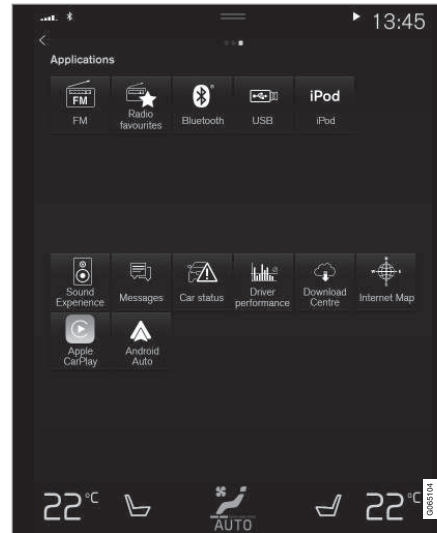 13:45
Applications
FM
iPod
FM
Radio
favourites
Bluetooth
USB
iPod
Sound
Experience
Messages
Car status
Driver
performance
Download
Centre
Internet Map
Apple
CarPlay
Android
Auto
22°C
AUTO
22°C
G065104